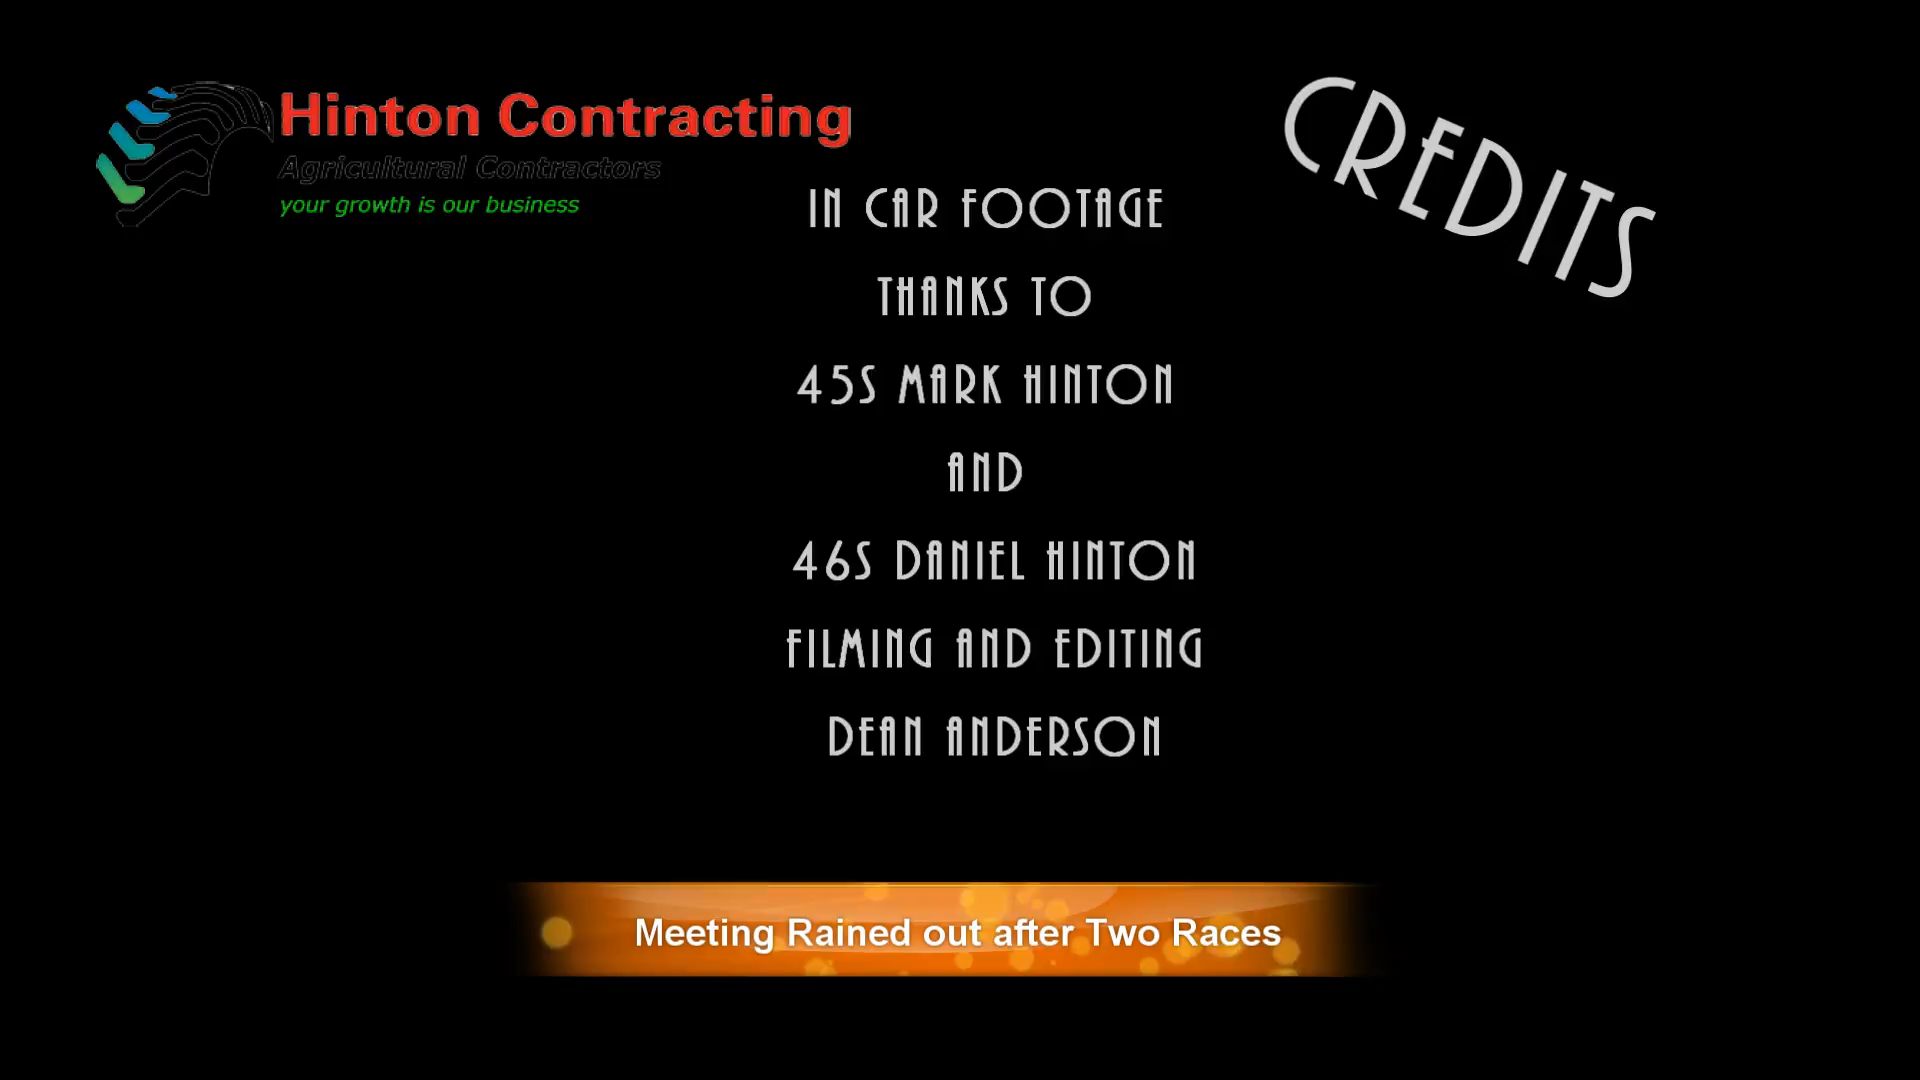 Hinton Contracting
Agricultural Contractors
your growth is our business
CREDITS
IN CAR FOOTAGE
THANKS TO
45S MARK HINTON
AND
46S DANIEL HINTON
FILMING AND EDITING
DEAN ANDERSON
Meeting Rained out after Two Races